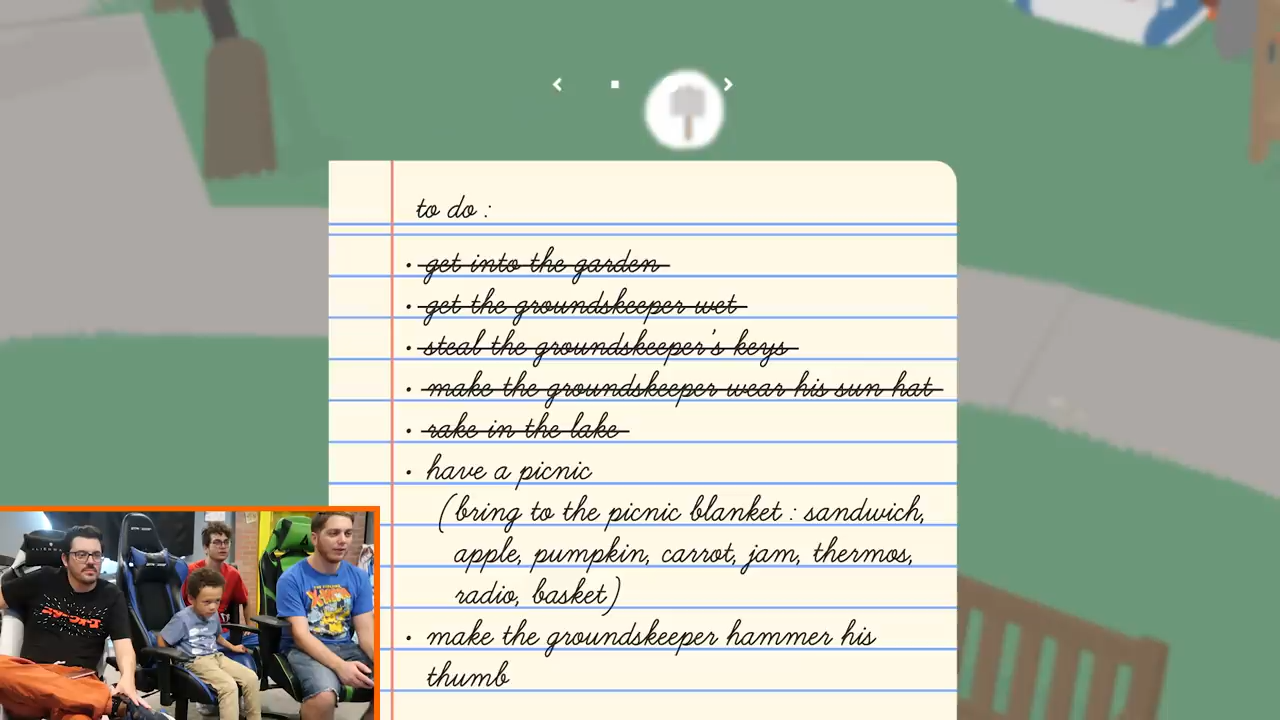 to do :
• get into the garden
• get the groundskeeper wet
• steal the groundskeeper's keys
• make the groundskeeper wear his sun hat
• rake in the lake
• have a picnic
(bring to the picnic blanket : sandwich,
apple, pumpkin, carrot, jam, thermos,
radio, basket)
• make the groundskeeper hammer his
thumb